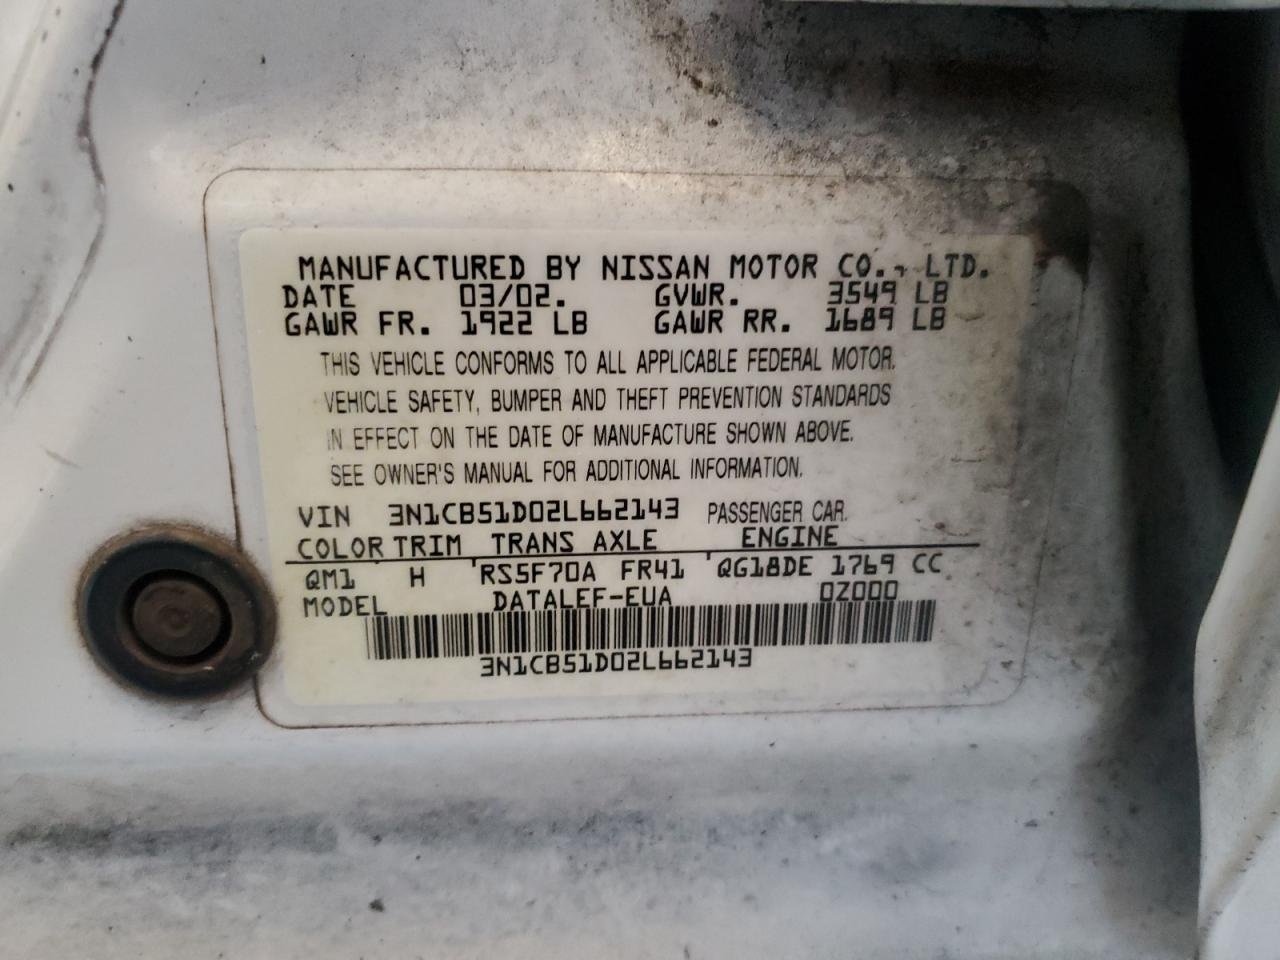 MANUFACTURED BY NISSAN MOTOR CO., LTD.
DATE 03/02. GVWR. 3549 LB
GAWR FR. 1922 LB GAWR RR. 1689 LB
THIS VEHICLE CONFORMS TO ALL APPLICABLE FEDERAL MOTOR.
VEHICLE SAFETY, BUMPER AND THEFT PREVENTION STANDARDS
IN EFFECT ON THE DATE OF MANUFACTURE SHOWN ABOVE.
SEE OWNER'S MANUAL FOR ADDITIONAL INFORMATION.
VIN 3N1CB51D02L662143 PASSENGER CAR.
COLOR TRIM TRANS AXLE ENGINE
QM1 H RS5F70A FR41 QG18DE 1769 CC
MODEL DATALEF-EUA 0Z000
3N1CB51D02L662143